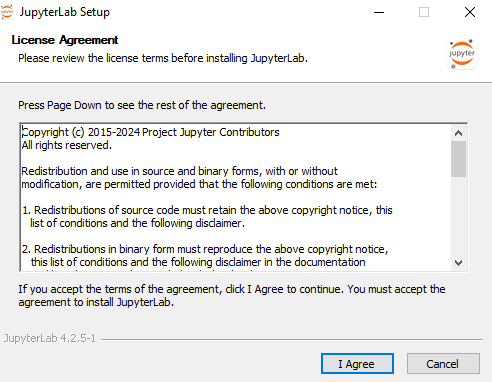 JupyterLab Setup
License Agreement
Please review the license terms before installing JupyterLab.
jupyter
Press Page Down to see the rest of the agreement.
Copyright (c) 2015-2024 Project Jupyter Contributors
All rights reserved.
Redistribution and use in source and binary forms, with or without
modification, are permitted provided that the following conditions are met:
1. Redistributions of source code must retain the above copyright notice, this
list of conditions and the following disclaimer.
2. Redistributions in binary form must reproduce the above copyright notice,
this list of conditions and the following disclaimer in the documentation
If you accept the terms of the agreement, click I Agree to continue. You must accept the
agreement to install JupyterLab.
JupyterLab 4.2.5-1
I Agree
Cancel